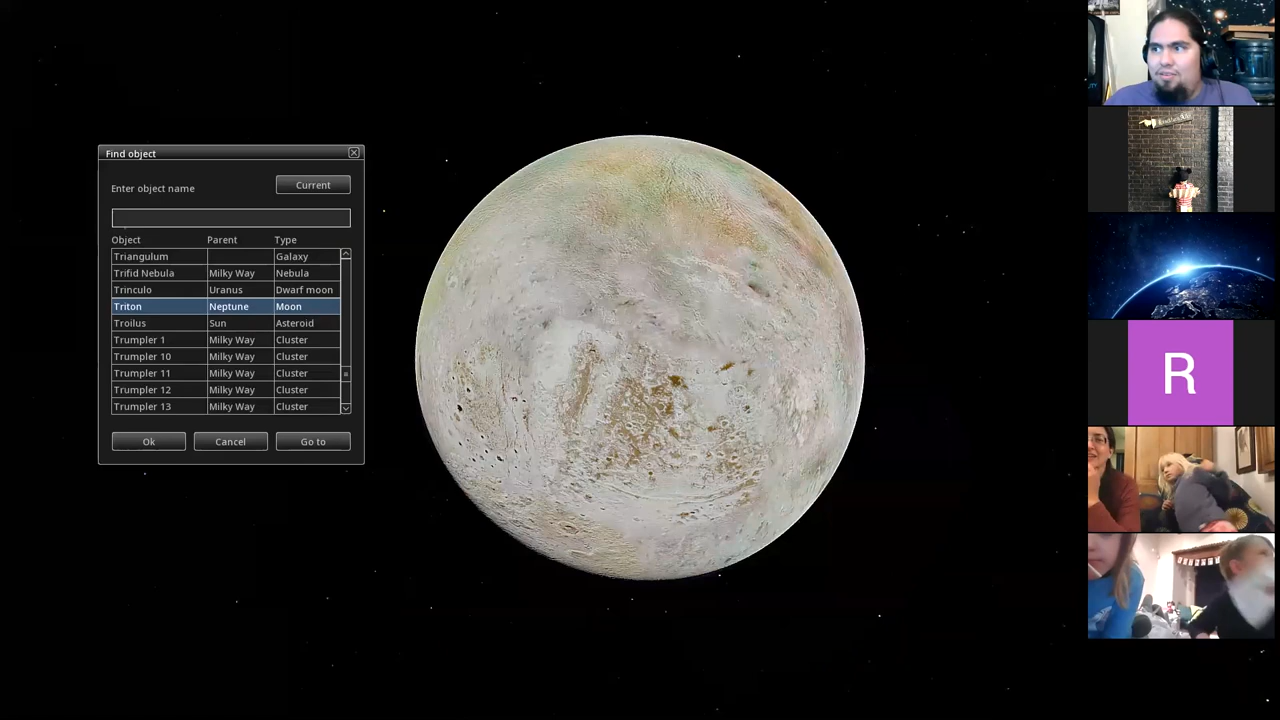 Find object
Enter object name
Current
Object Parent Type
Triangulum Galaxy
Trifid Nebula Milky Way Nebula
Trinculo Uranus Dwarf moon
Triton Neptune Moon
Troilus Sun Asteroid
Trumpler 1 Milky Way Cluster
Trumpler 10 Milky Way Cluster
Trumpler 11 Milky Way Cluster
Trumpler 12 Milky Way Cluster
Trumpler 13 Milky Way Cluster
Ok Cancel Go to
R